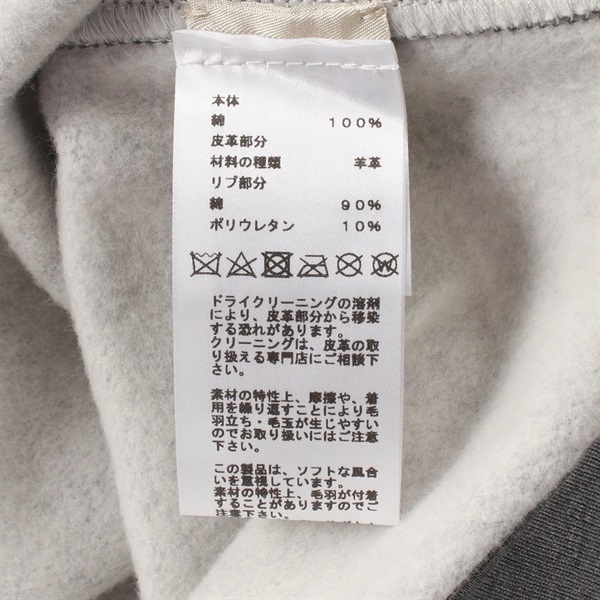 本体
綿 100%
皮革部分
材料の種類 羊革
リブ部分
綿 90%
ポリウレタン 10%
ドライクリーニングの溶剤
により、皮革部分から移染
する恐れがあります。
クリーニングは、皮革の取
り扱える専門店にご相談下
さい。
素材の特性上、摩擦や、着
用を繰り返すことにより毛
羽立ち・毛玉が生じやすい
のでお取り扱いにはご注意
下さい。
この製品は、ソフトな風合
いを重視しています。
素材の特性上、毛羽が付着
することがありますのでご
注意下さい。